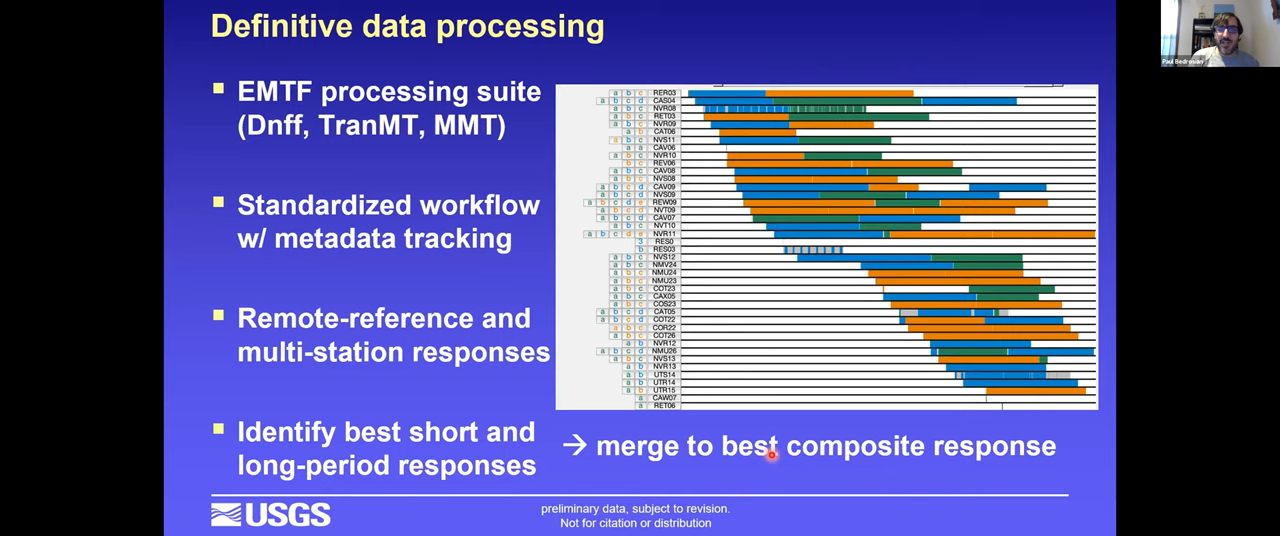 Definitive data processing
Paul Bedrosian
EMTF processing suite
(Dnff, TranMT, MMT)
Standardized workflow
w/ metadata tracking
Remote-reference and
multi-station responses
Identify best short and
long-period responses
→ merge to best composite response
a b c RER03
a b c d CAS04
a b c NVR08
a b c RET03
a b c NVR09
a b CAT06
a b c NVS11
a a CAV06
a b c NVR10
b c REV06
a b c CAV08
a b c NVS08
a b c d CAV09
a b c d NVS09
a b c d e REW09
a b c d NVT09
a b c d CAV07
a b c NVT10
a b c d e NVR11
3 RES0
b RES03
a b c NVS12
a b c NMV24
a b c NMU24
a b c NMU23
a b c COT23
a b c CAX05
a b c COS23
a b c d CAT05
a b c d COT22
a b c COR22
a b c COT26
a b NVR12
a b c d NMU26
a b c NVS13
a b NVR13
a b UTS14
a b UTR14
a b UTR15
a CAW07
a RET06
USGS
preliminary data, subject to revision.
Not for citation or distribution